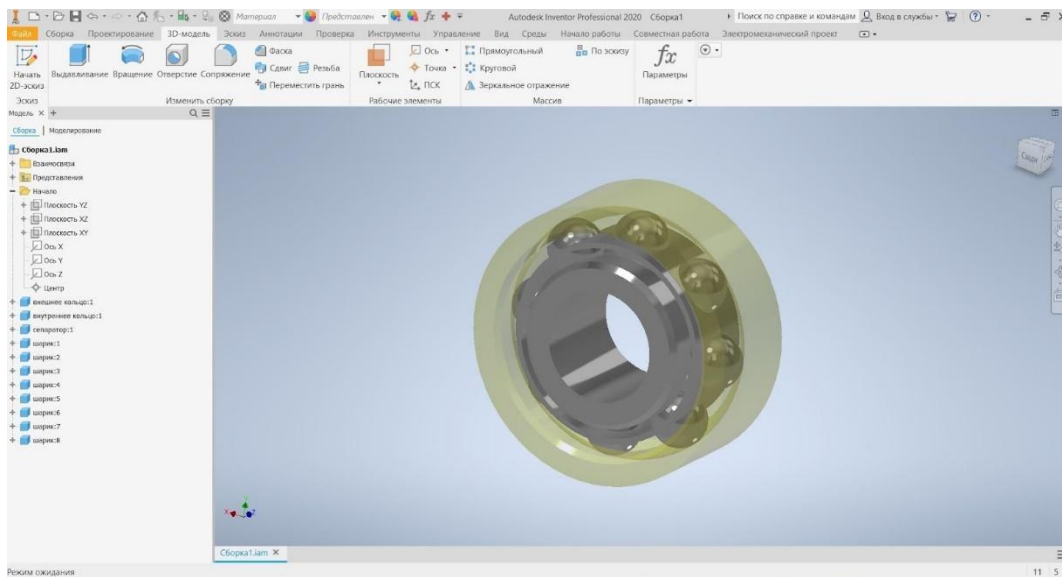 Материал
Представлен
Autodesk Inventor Professional 2020 Сборка1
Поиск по справке и командам
Вход в службы
Файл Сборка Проектирование 3D-модель Эскиз Аннотации Проверка Инструменты Управление Вид Среды Начало работы Совместная работа Электромеханический проект
Начать
2D-эскиз
Выдавливание Вращение Отверстие Сопряжение
Фаска
Сдвиг Резьба
Переместить грань
Плоскость
Ось
Точка
ПСК
Прямоугольный
Круговой
Зеркальное отражение
По эскизу
fx
Параметры
Эскиз Изменить сборку Рабочие элементы Массив Параметры
Модель
Сборка Моделирование
Сборка1.iam
Взаимосвязи
Представления
Начало
Плоскость YZ
Плоскость XZ
Плоскость XY
Ось X
Ось Y
Ось Z
Центр
внешнее кольцо:1
внутреннее кольцо:1
сепаратор:1
шарик:1
шарик:2
шарик:3
шарик:4
шарик:5
шарик:6
шарик:7
шарик:8
Сборка1.iam
Режим ожидания
11 5